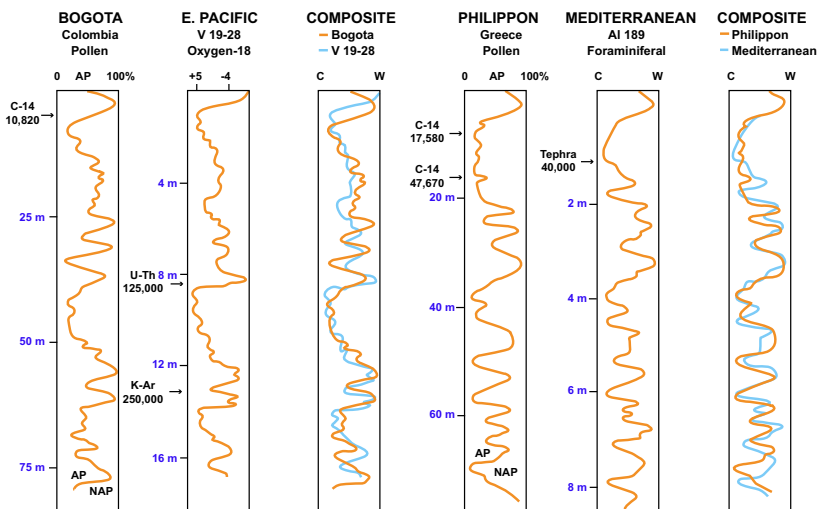 BOGOTA
Colombia
Pollen
0 AP 100%
C-14
10,820
25 m
50 m
K-Ar
250,000
75 m
AP
NAP
E. PACIFIC
V 19-28
Oxygen-18
+5 -4
4 m
8 m
U-Th
125,000
12 m
16 m
COMPOSITE
Bogota
V 19-28
C W
PHILIPPON
Greece
Pollen
0 AP 100%
C-14
17,580
C-14
47,670
20 m
40 m
60 m
AP
NAP
MEDITERRANEAN
Al 189
Foraminiferal
C W
Tephra
40,000
2 m
4 m
6 m
8 m
COMPOSITE
Philippon
Mediterranean
C W